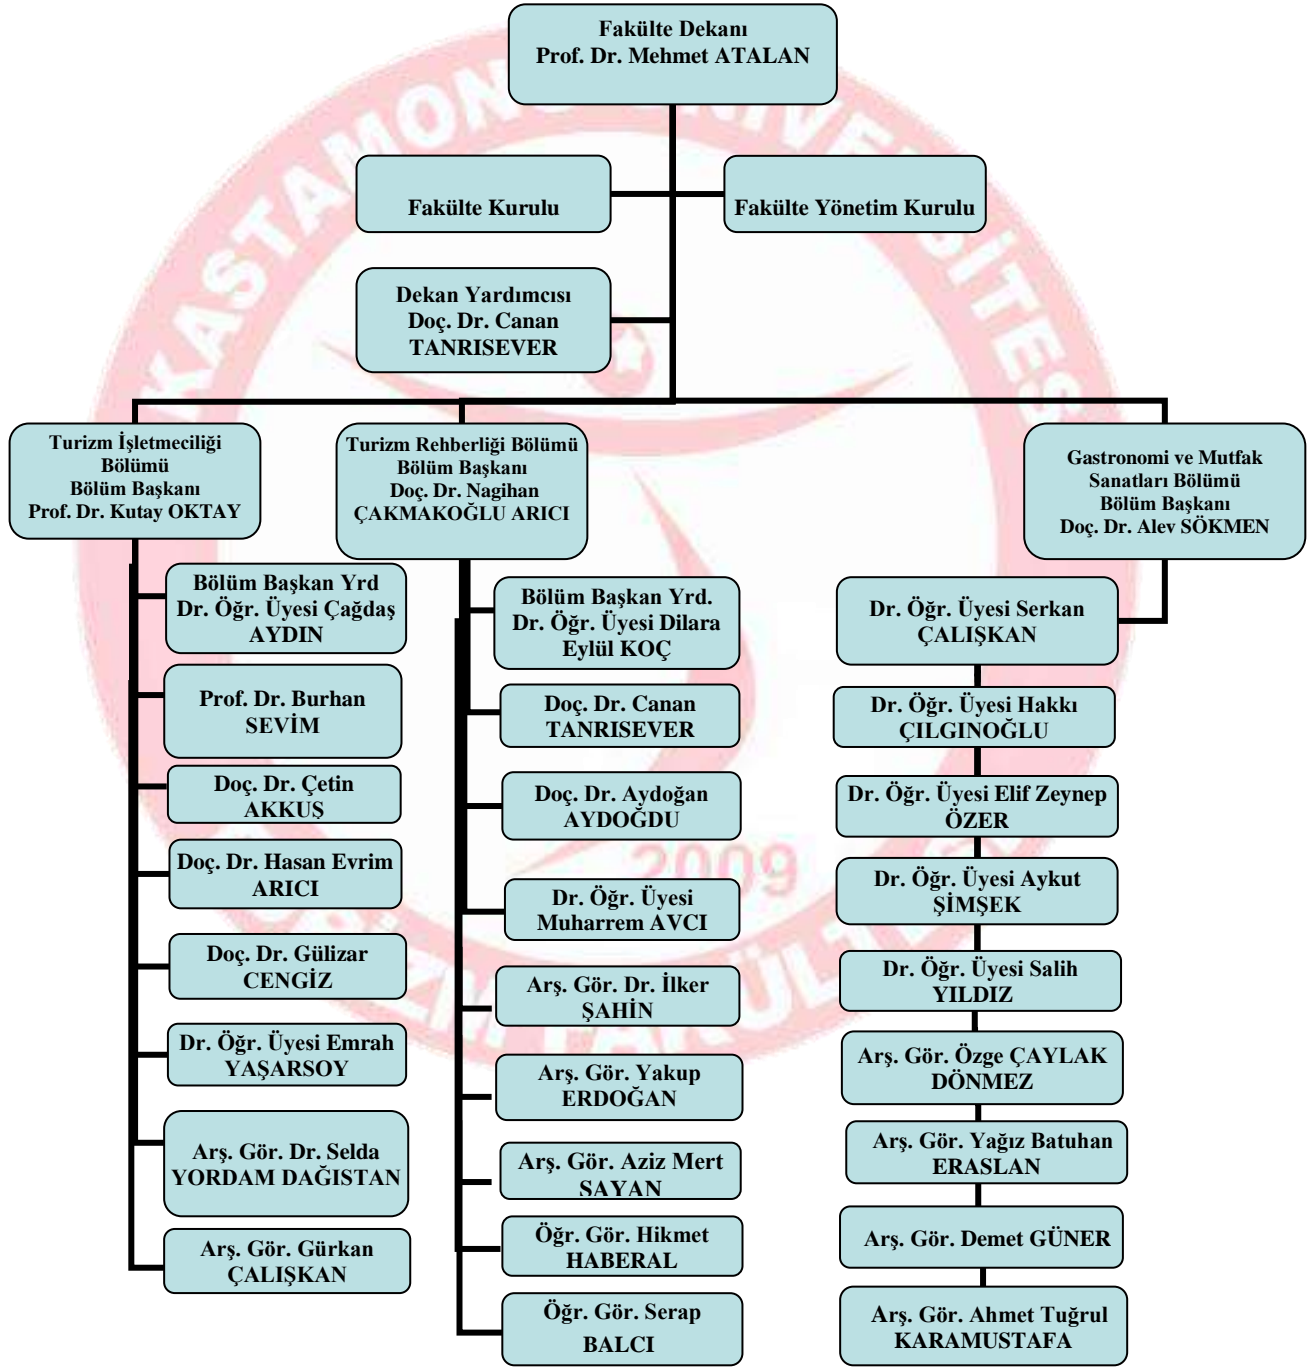 Fakülte Dekanı
Prof. Dr. Mehmet ATALAN
Fakülte Kurulu
Fakülte Yönetim Kurulu
Dekan Yardımcısı
Doç. Dr. Canan
TANRISEVER
Turizm İşletmeciliği
Bölümü
Bölüm Başkanı
Prof. Dr. Kutay OKTAY
Turizm Rehberliği Bölümü
Bölüm Başkanı
Doç. Dr. Nagihan
ÇAKMAKOĞLU ARICI
Gastronomi ve Mutfak
Sanatları Bölümü
Bölüm Başkanı
Doç. Dr. Alev SÖKMEN
Bölüm Başkan Yrd
Dr. Öğr. Üyesi Çağdaş
AYDIN
Prof. Dr. Burhan
SEVİM
Doç. Dr. Çetin
AKKUŞ
Doç. Dr. Hasan Evrim
ARICI
Doç. Dr. Gülizar
CENGİZ
Dr. Öğr. Üyesi Emrah
YAŞARSOY
Arş. Gör. Dr. Selda
YORDAM DAĞISTAN
Arş. Gör. Gürkan
ÇALIŞKAN
Bölüm Başkan Yrd.
Dr. Öğr. Üyesi Dilara
Eylül KOÇ
Doç. Dr. Canan
TANRISEVER
Doç. Dr. Aydoğan
AYDOĞDU
Dr. Öğr. Üyesi
Muharrem AVCI
Arş. Gör. Dr. İlker
ŞAHİN
Arş. Gör. Yakup
ERDOĞAN
Arş. Gör. Aziz Mert
SAYAN
Öğr. Gör. Hikmet
HABERAL
Öğr. Gör. Serap
BALCI
Dr. Öğr. Üyesi Serkan
ÇALIŞKAN
Dr. Öğr. Üyesi Hakkı
ÇILGINOĞLU
Dr. Öğr. Üyesi Elif Zeynep
ÖZER
Dr. Öğr. Üyesi Aykut
ŞİMŞEK
Dr. Öğr. Üyesi Salih
YILDIZ
Arş. Gör. Özge ÇAYLAK
DÖNMEZ
Arş. Gör. Yağız Batuhan
ERASLAN
Arş. Gör. Demet GÜNER
Arş. Gör. Ahmet Tuğrul
KARAMUSTAFA
2009